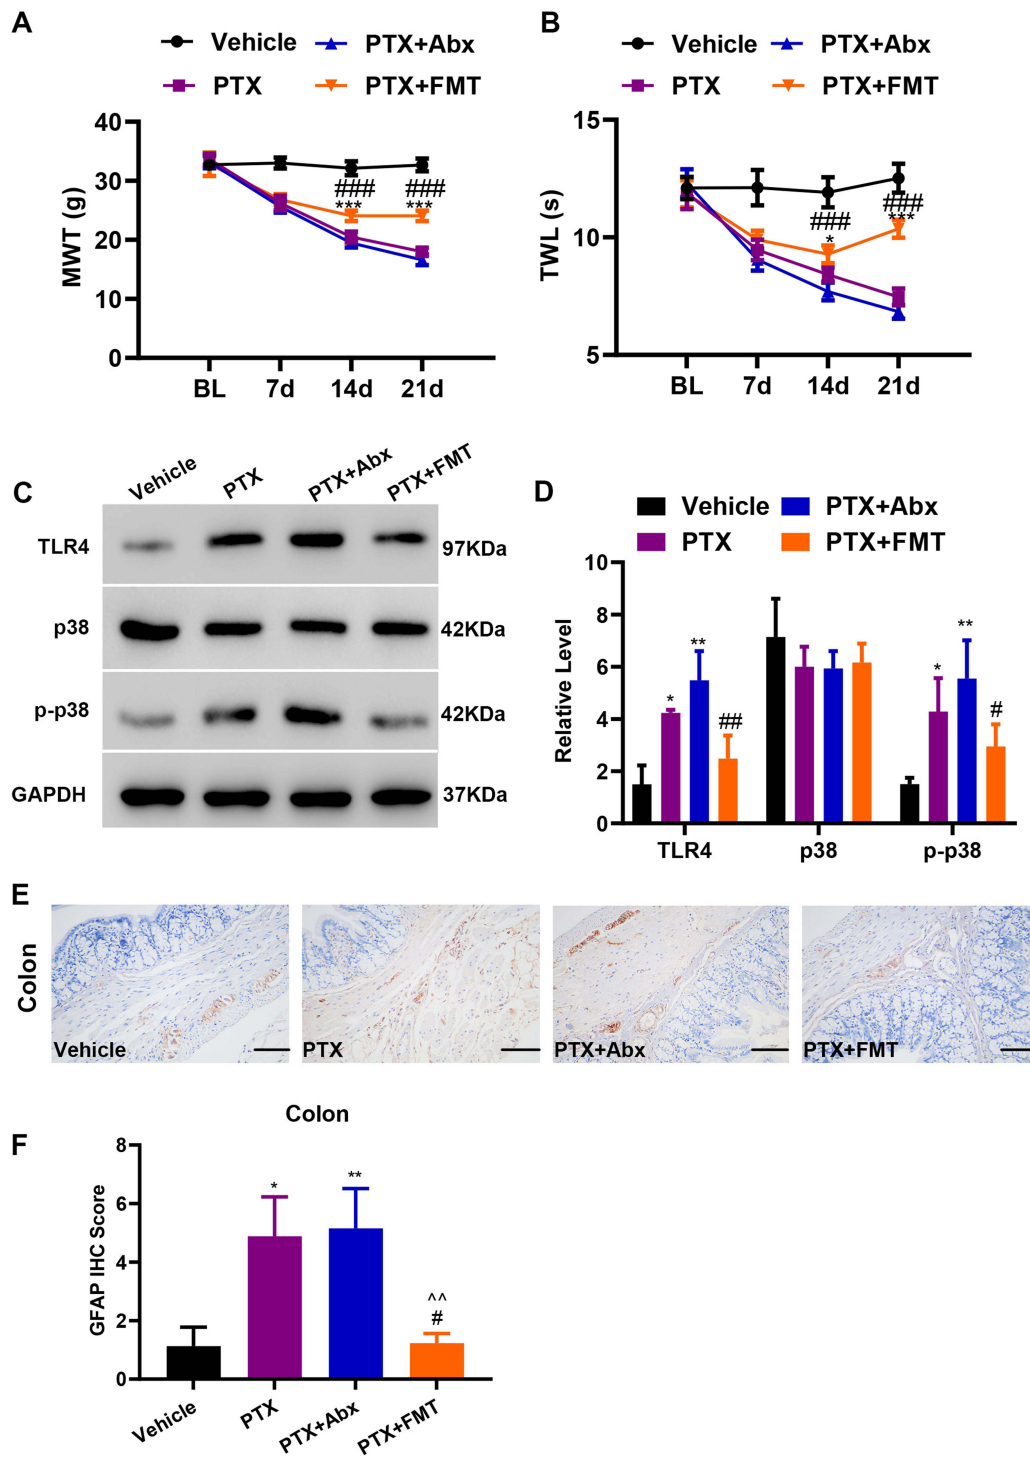 A
Vehicle
PTX+Abx
PTX
PTX+FMT
MWT (g)
40
30
20
10
0
###
***
###
***
BL
7d
14d
21d
B
Vehicle
PTX+Abx
PTX
PTX+FMT
TWL (s)
15
10
5
###
*
###
***
BL
7d
14d
21d
C
Vehicle
PTX
PTX+Abx
PTX+FMT
TLR4
97KDa
p38
42KDa
p-p38
42KDa
GAPDH
37KDa
D
Vehicle
PTX+Abx
PTX
PTX+FMT
Relative Level
10
8
6
4
2
0
*
**
##
*
**
#
TLR4
p38
p-p38
E
Colon
Vehicle
PTX
PTX+Abx
PTX+FMT
F
Colon
GFAP IHC Score
8
6
4
2
0
*
**
^^
#
Vehicle
PTX
PTX+Abx
PTX+FMT